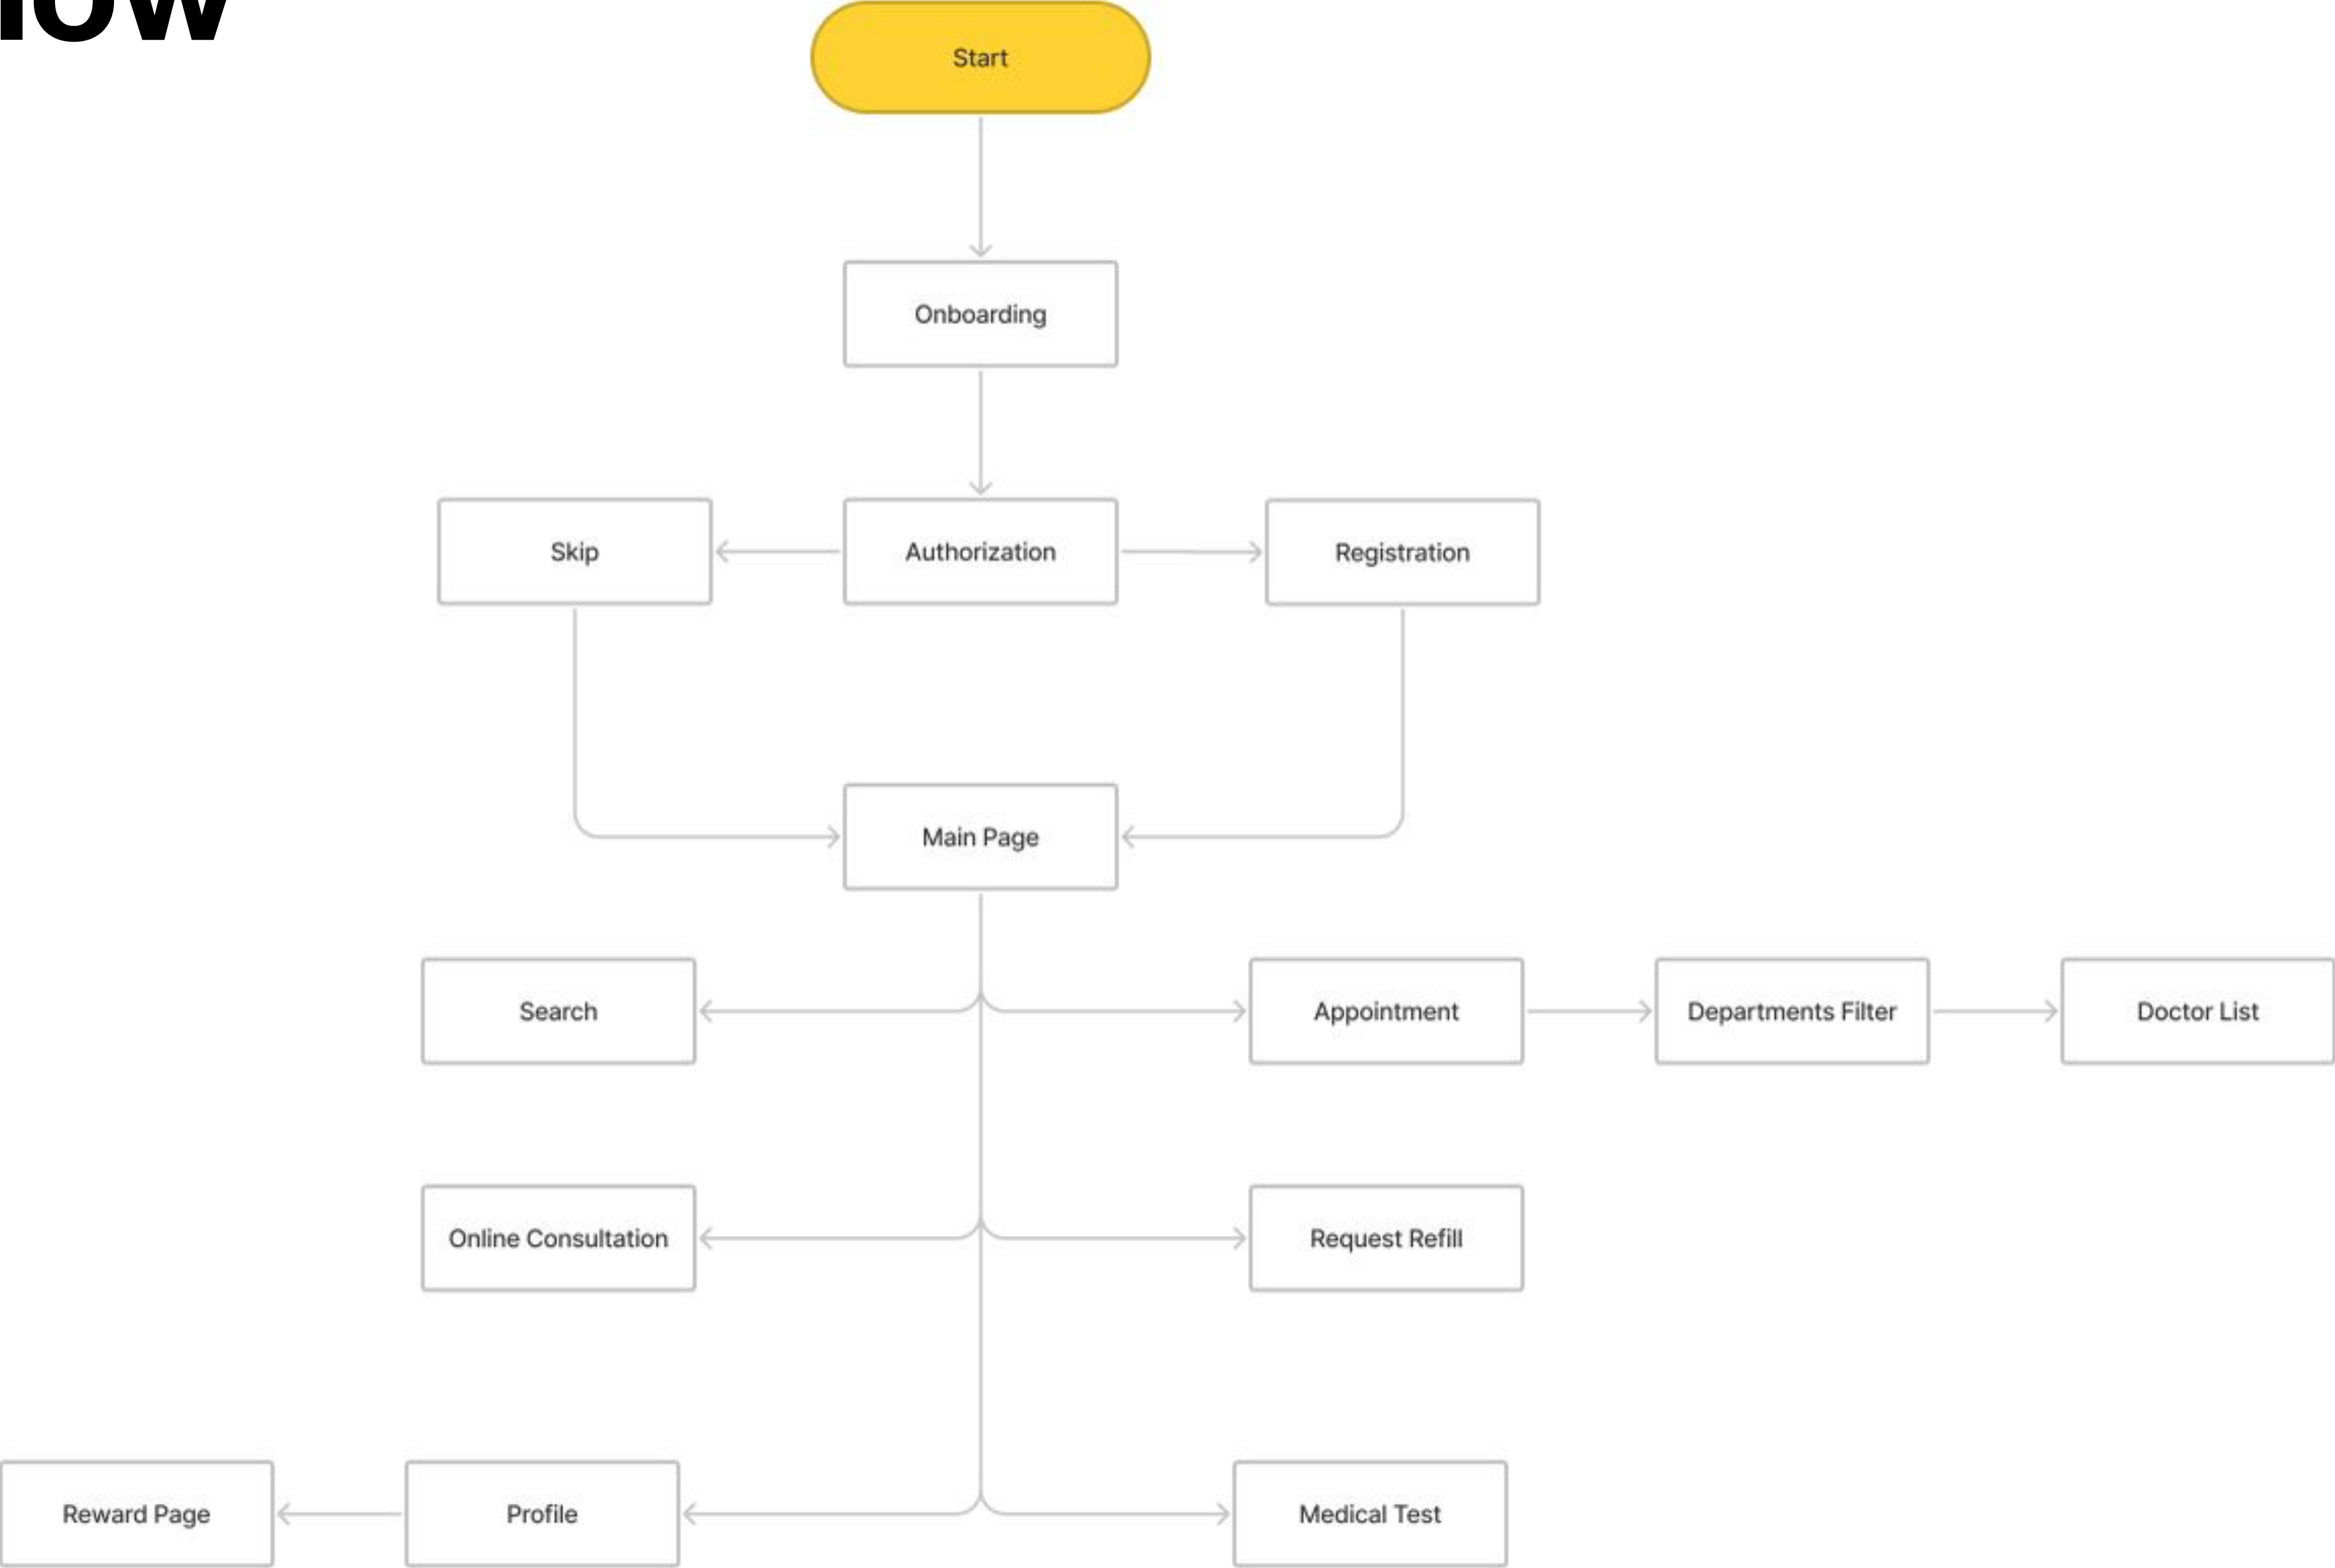 Start
Onboarding
Skip
Authorization
Registration
Main Page
Search
Appointment
Departments Filter
Doctor List
Online Consultation
Request Refill
Reward Page
Profile
Medical Test